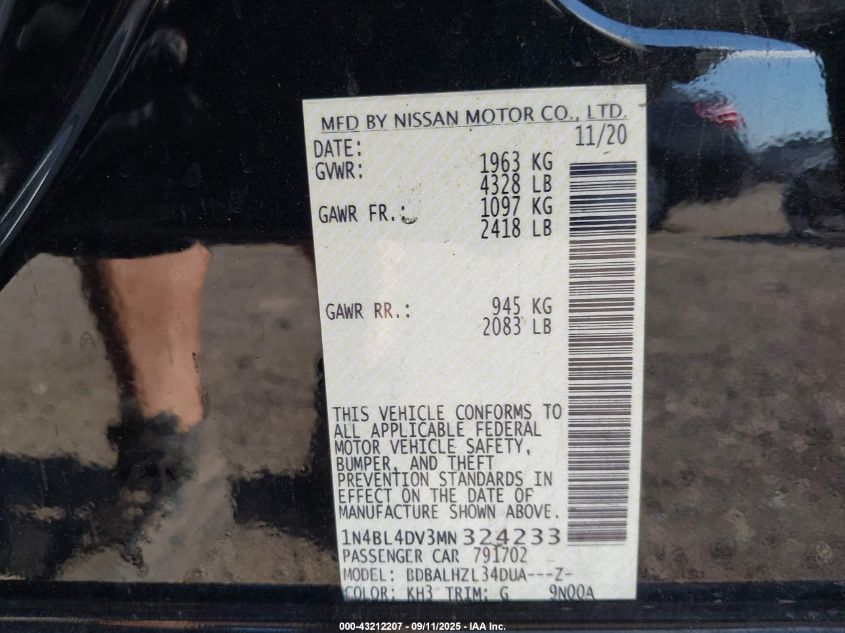 MFD BY NISSAN MOTOR CO., LTD.
DATE: 11/20
GVWR: 1963 KG
4328 LB
GAWR FR.: 1097 KG
2418 LB
GAWR RR.: 945 KG
2083 LB
THIS VEHICLE CONFORMS TO
ALL APPLICABLE FEDERAL
MOTOR VEHICLE SAFETY,
BUMPER, AND THEFT
PREVENTION STANDARDS IN
EFFECT ON THE DATE OF
MANUFACTURE SHOWN ABOVE.
1N4BL4DV3MN324233
PASSENGER CAR 791702
MODEL: BDBALHZL34DUA---Z-
COLOR: KH3 TRIM: G 9N00A
000-43212207 - 09/11/2025 - IAA Inc.